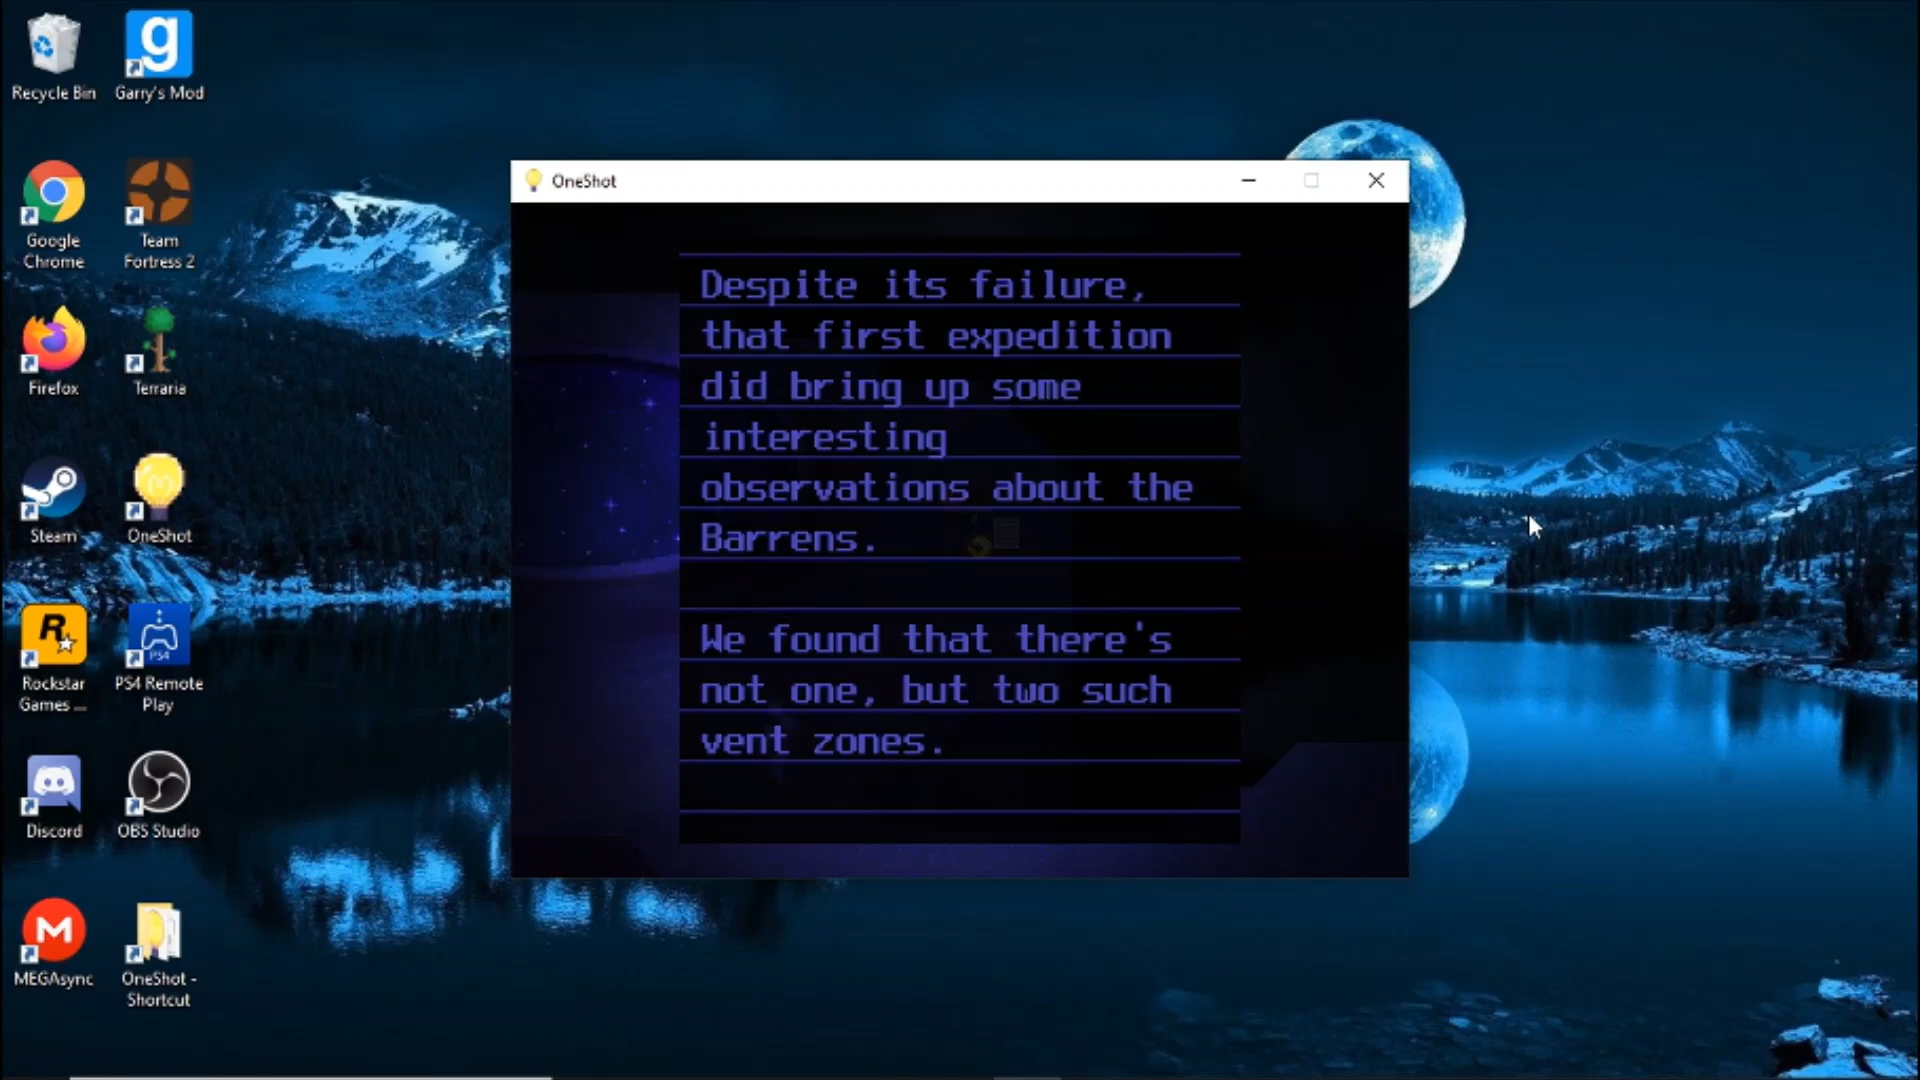 Recycle Bin
Garry's Mod
Google
Chrome
Team
Fortress 2
Firefox
Terraria
Steam
OneShot
Rockstar
Games ...
PS4
PS4 Remote
Play
Discord
OBS Studio
MEGAsync
OneShot -
Shortcut
OneShot
Despite its failure,
that first expedition
did bring up some
interesting
observations about the
Barrens.
We found that there's
not one, but two such
vent zones.